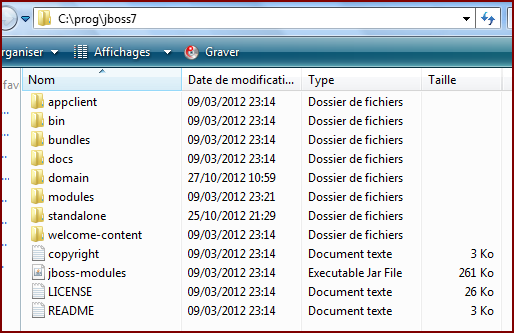 C:\prog\jboss7
rganiser Affichages Graver
fav Nom Date de modificati... Type Taille
appclient 09/03/2012 23:14 Dossier de fichiers
bin 09/03/2012 23:14 Dossier de fichiers
bundles 09/03/2012 23:14 Dossier de fichiers
docs 09/03/2012 23:14 Dossier de fichiers
domain 27/10/2012 10:59 Dossier de fichiers
modules 09/03/2012 23:21 Dossier de fichiers
standalone 25/10/2012 21:29 Dossier de fichiers
welcome-content 09/03/2012 23:14 Dossier de fichiers
copyright 09/03/2012 23:14 Document texte 3 Ko
jboss-modules 09/03/2012 23:14 Executable Jar File 261 Ko
LICENSE 09/03/2012 23:14 Document texte 26 Ko
README 09/03/2012 23:14 Document texte 3 Ko